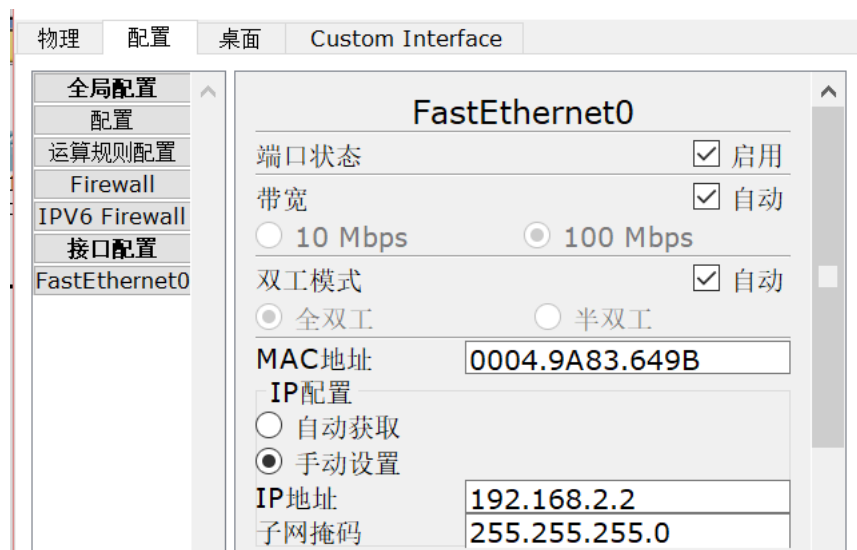 物理 配置 桌面 Custom Interface
全局配置
配置
运算规则配置
Firewall
IPV6 Firewall
接口配置
FastEthernet0
FastEthernet0
端口状态 启用
带宽 自动
10 Mbps 100 Mbps
双工模式 自动
全双工 半双工
MAC地址 0004.9A83.649B
IP配置
自动获取
手动设置
IP地址 192.168.2.2
子网掩码 255.255.255.0